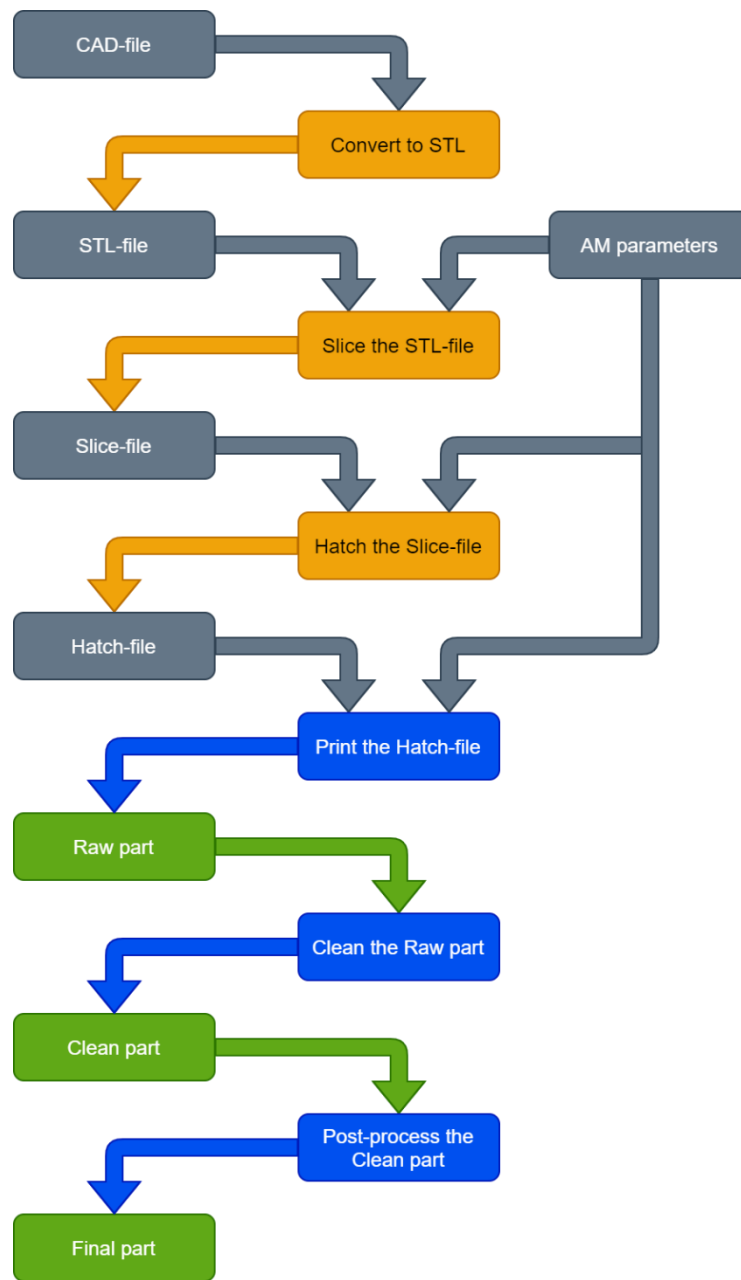 CAD-file
Convert to STL
STL-file
AM parameters
Slice the STL-file
Slice-file
Hatch the Slice-file
Hatch-file
Print the Hatch-file
Raw part
Clean the Raw part
Clean part
Post-process the
Clean part
Final part